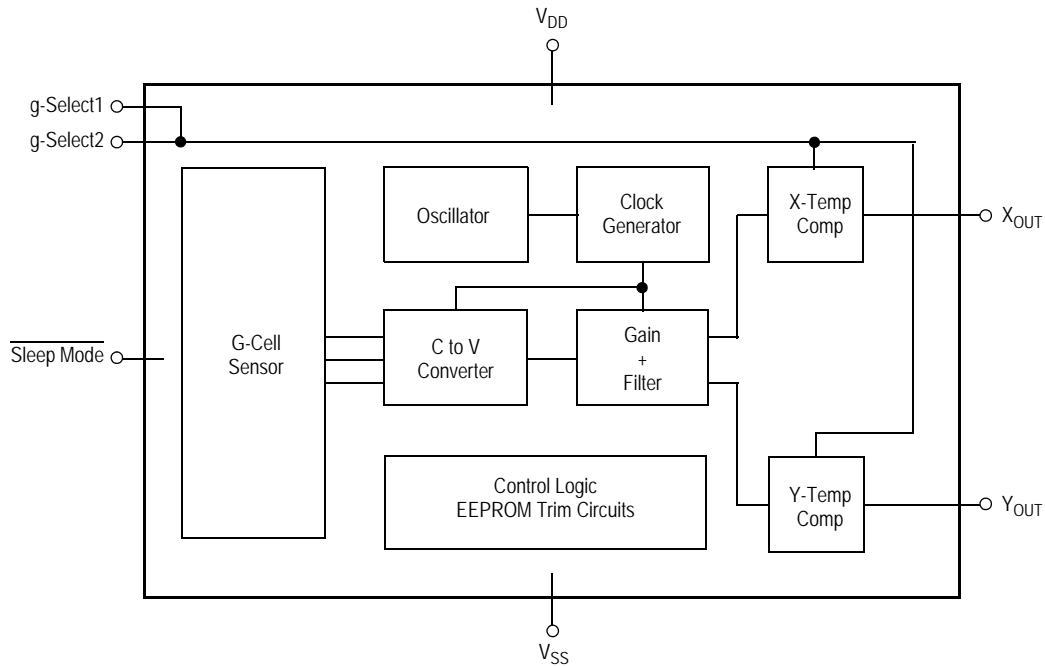 VDD
g-Select1
g-Select2
Oscillator
Clock
Generator
X-Temp
Comp
XOUT
Sleep Mode
G-Cell
Sensor
C to V
Converter
Gain
+
Filter
Control Logic
EEPROM Trim Circuits
Y-Temp
Comp
YOUT
VSS